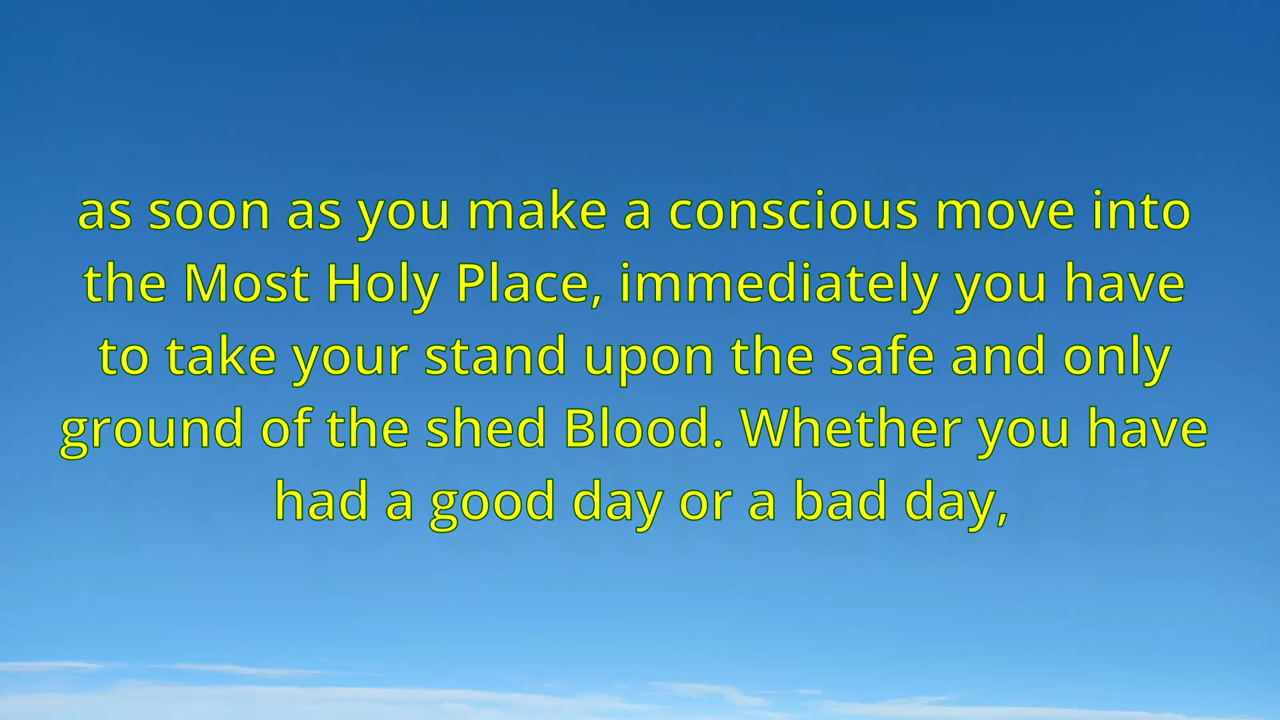 as soon as you make a conscious move into
the Most Holy Place, immediately you have
to take your stand upon the safe and only
ground of the shed Blood. Whether you have
had a good day or a bad day,